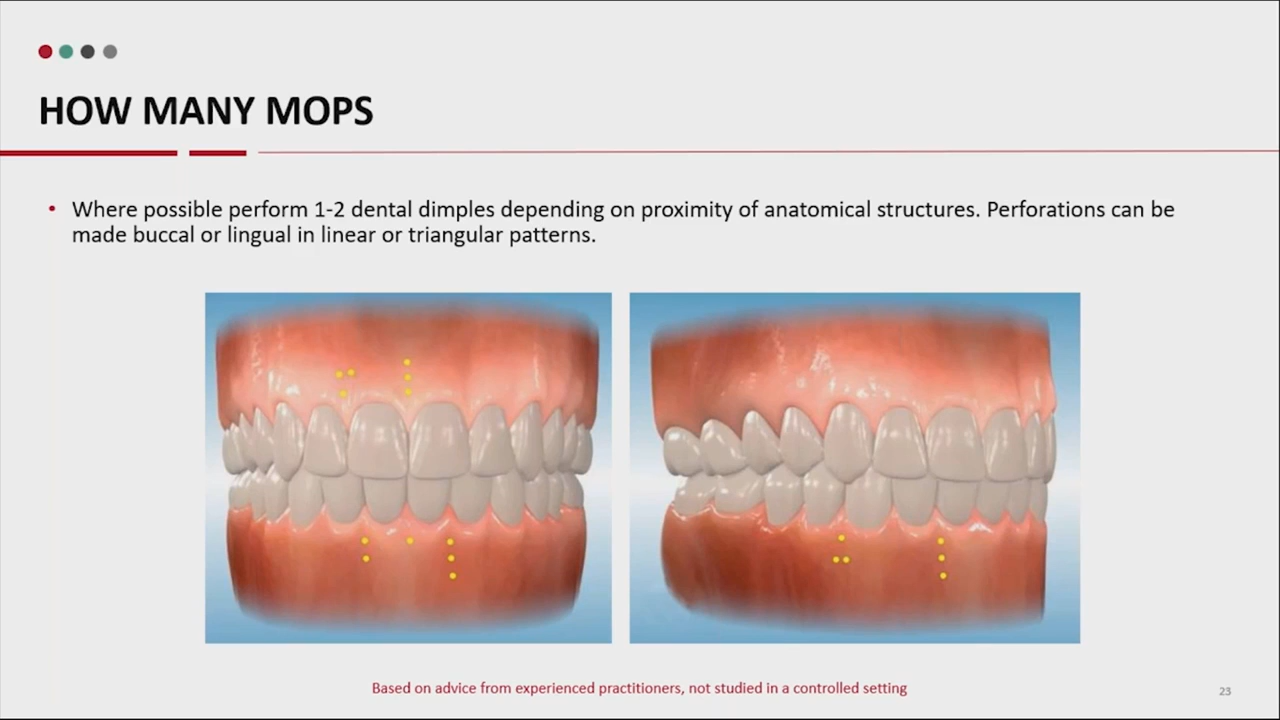 HOW MANY MOPS
• Where possible perform 1-2 dental dimples depending on proximity of anatomical structures. Perforations can be
made buccal or lingual in linear or triangular patterns.
Based on advice from experienced practitioners, not studied in a controlled setting
23